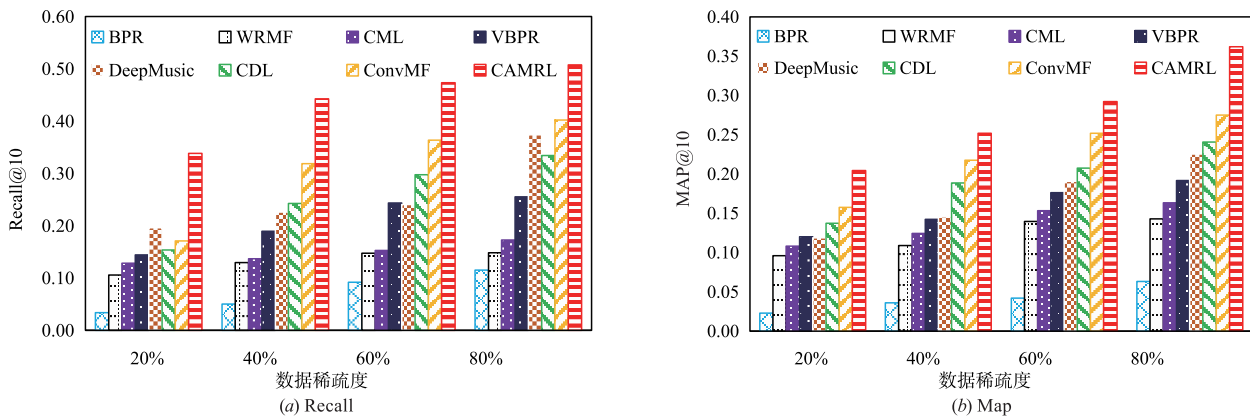 0.60
0.50
0.40
0.30
0.20
0.10
0.00
Recall@10
BPR WRMF CML VBPR
DeepMusic CDL ConvMF CAMRL
20% 40% 60% 80%
数据稀疏度
(a) Recall
0.40
0.35
0.30
0.25
0.20
0.15
0.10
0.05
0.00
MAP@10
BPR WRMF CML VBPR
DeepMusic CDL ConvMF CAMRL
20% 40% 60% 80%
数据稀疏度
(b) Map